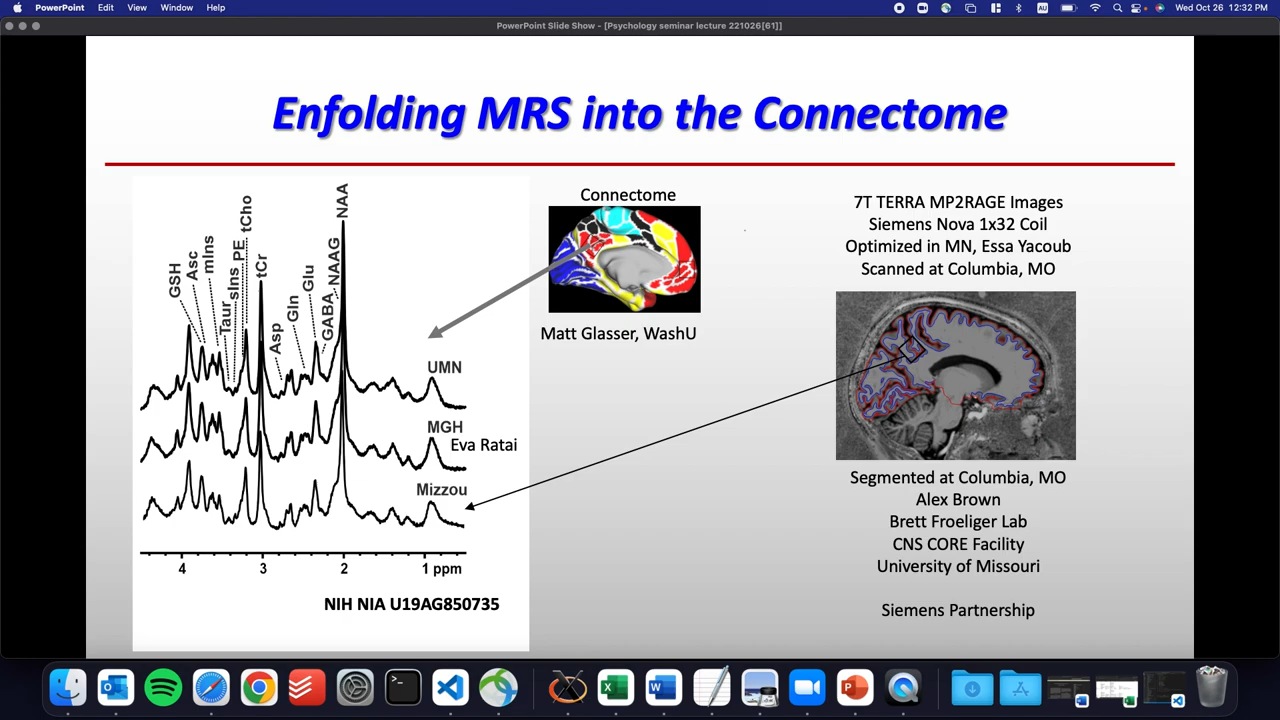 PowerPoint File Edit View Window Help
AU Wed Oct 26 12:32 PM
PowerPoint Slide Show - [Psychology seminar lecture 221026[61]]
Enfolding MRS into the Connectome
GSH
Asc
mIns
Taur
sIns
PE
tCho
tCr
Asp
Gln
Glu
GABA
NAAG
NAA
UMN
MGH
Eva Ratai
Mizzou
4 3 2 1 ppm
NIH NIA U19AG850735
Connectome
Matt Glasser, WashU
7T TERRA MP2RAGE Images
Siemens Nova 1x32 Coil
Optimized in MN, Essa Yacoub
Scanned at Columbia, MO
Segmented at Columbia, MO
Alex Brown
Brett Froeliger Lab
CNS CORE Facility
University of Missouri
Siemens Partnership